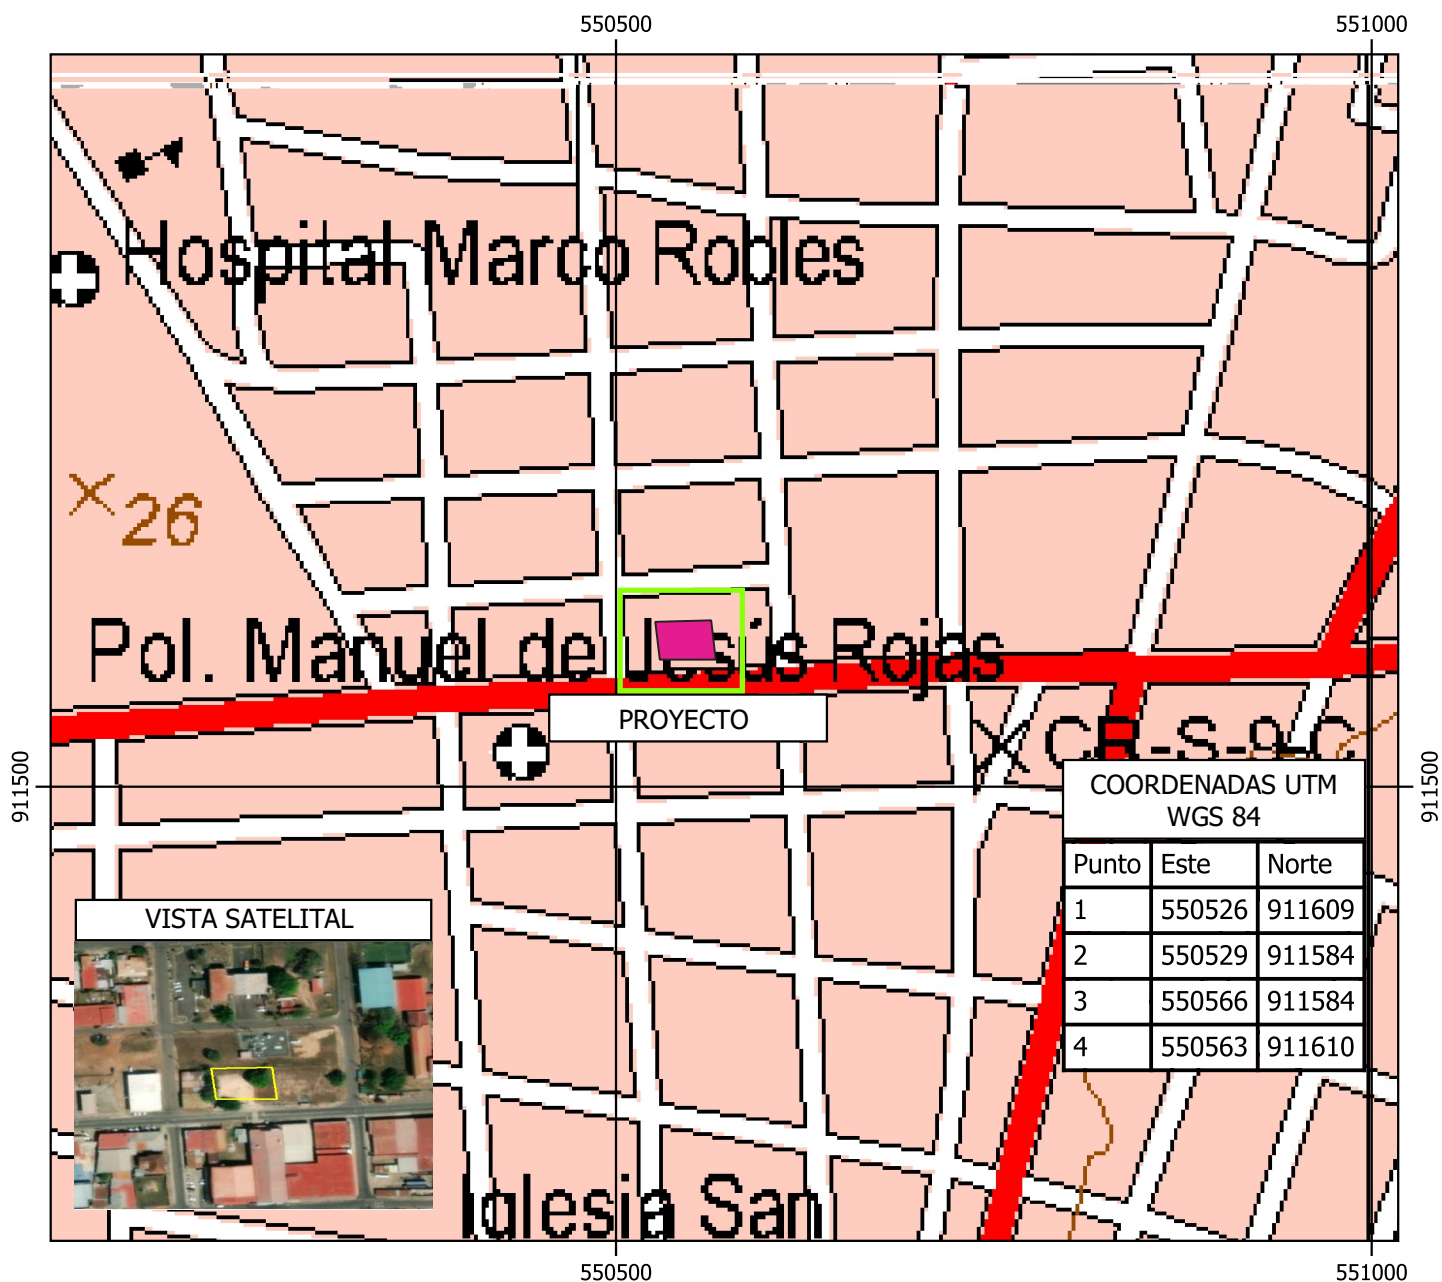 550500
551000
Hospital Marco Robles
26
Pol. Manuel de Jesús Rojas
PROYECTO
CR-S-9-C
911500
911500
COORDENADAS UTM
WGS 84
Punto Este Norte
1 550526 911609
2 550529 911584
3 550566 911584
4 550563 911610
VISTA SATELITAL
Iglesia San
550500
551000